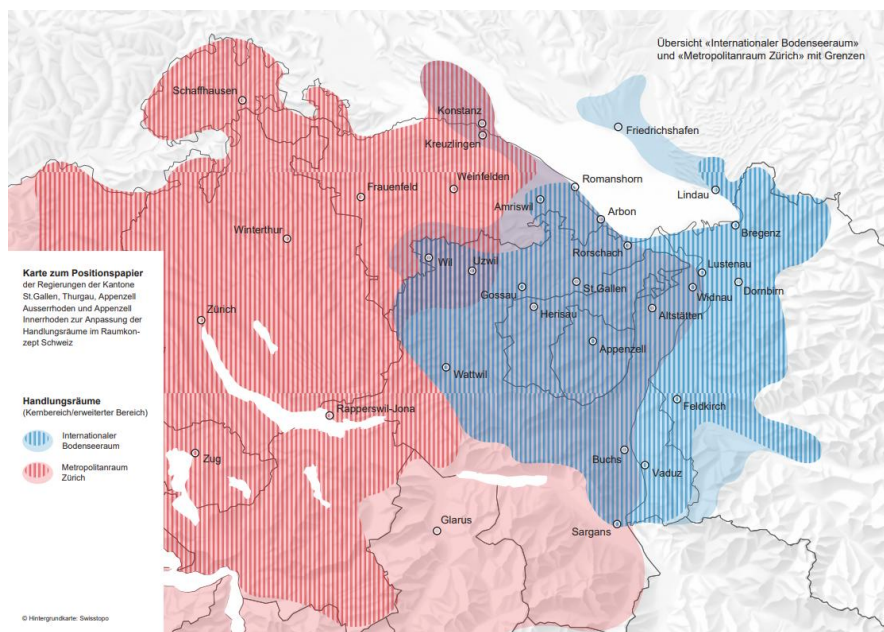 Übersicht «Internationaler Bodenseeraum»
und «Metropolitanraum Zürich» mit Grenzen
Schaffhausen
Konstanz
Kreuzlingen
Friedrichshafen
Weinfelden
Frauenfeld
Romanshorn
Lindau
Amriswil
Arbon
Winterthur
Bregenz
Rorschach
Wil
Uzwil
Lustenau
Gossau
St.Gallen
Widnau
Dornbirn
Herisau
Altstätten
Zürich
Appenzell
Wattwil
Feldkirch
Rapperswil-Jona
Zug
Buchs
Vaduz
Glarus
Sargans
Karte zum Positionspapier
der Regierungen der Kantone
St.Gallen, Thurgau, Appenzell
Ausserrhoden und Appenzell
Innerrhoden zur Anpassung der
Handlungsräume im Raumkon-
zept Schweiz
Handlungsräume
(Kernbereich/erweiterter Bereich)
Internationaler
Bodenseeraum
Metropolitanraum
Zürich
© Hintergrundkarte: Swisstopo